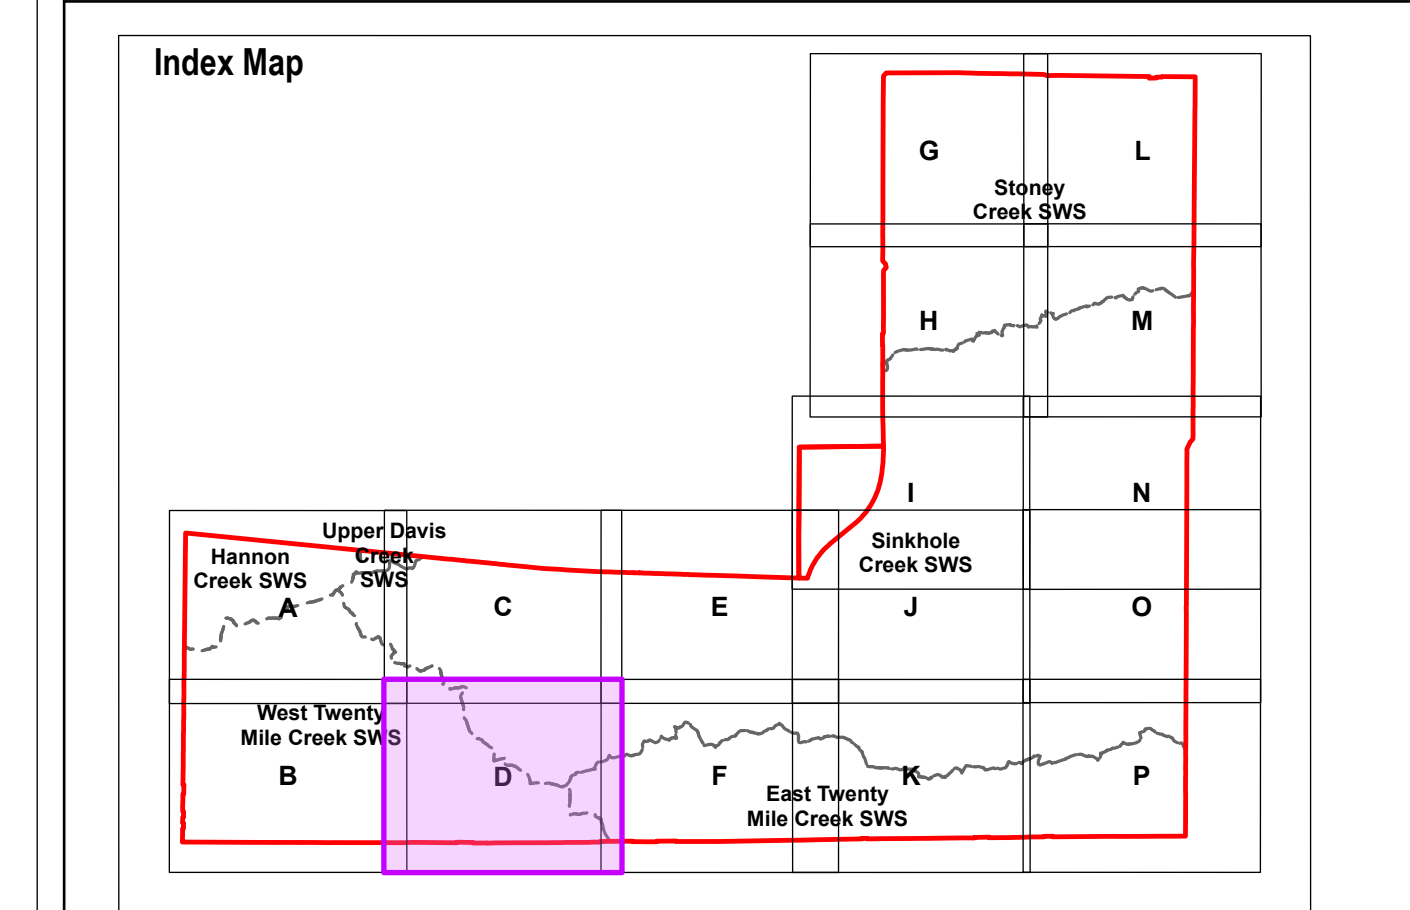 Index Map
G
L
Stoney
Creek SWS
H
M
I
N
Upper Davis
Creek
SWS
Hannon
Creek SWS
Sinkhole
Creek SWS
A
C
E
J
O
West Twenty
Mile Creek SWS
B
D
F
K
P
East Twenty
Mile Creek SWS